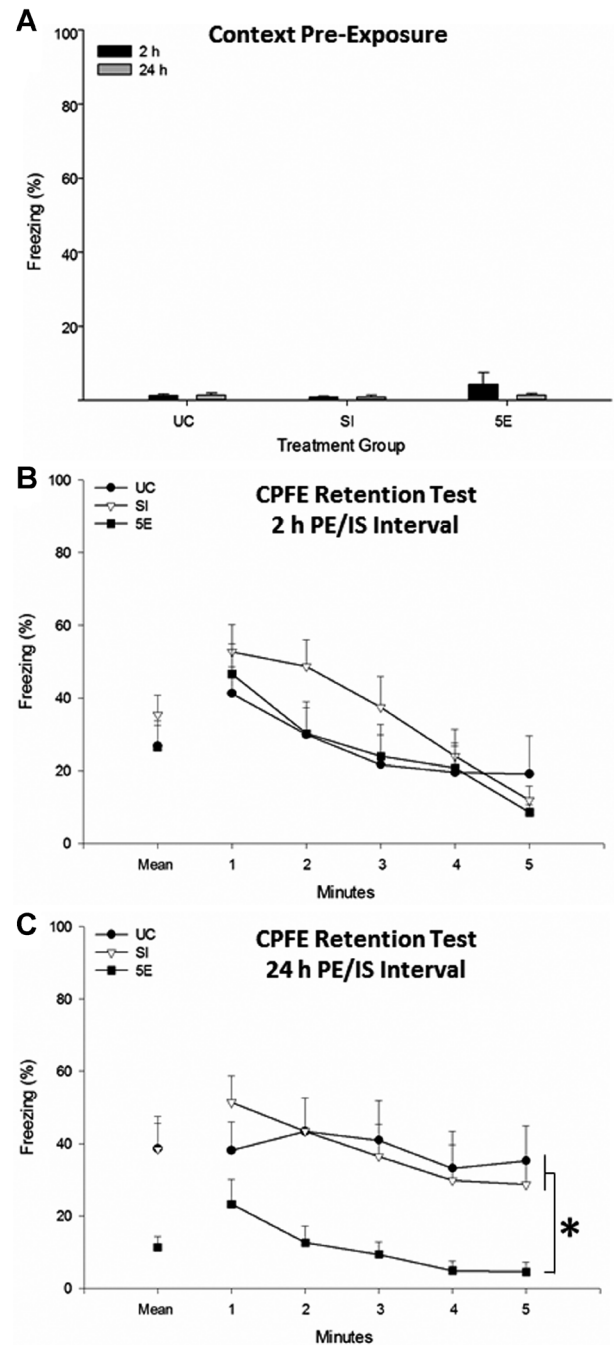 A
Context Pre-Exposure
2 h
24 h
100
80
60
40
20
Freezing (%)
UC
SI
5E
Treatment Group
B
CPFE Retention Test
2 h PE/IS Interval
UC
SI
5E
100
80
60
40
20
0
Freezing (%)
Mean
1
2
3
4
5
Minutes
C
CPFE Retention Test
24 h PE/IS Interval
UC
SI
5E
100
80
60
40
20
0
Freezing (%)
*
Mean
1
2
3
4
5
Minutes